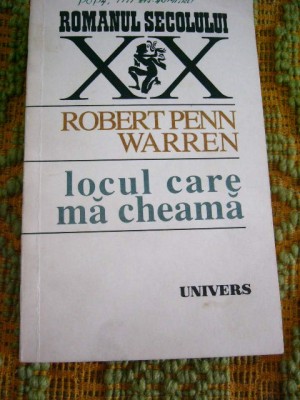 ROMANUL SECOLULUI
XX
ROBERT PENN
WARREN
locul care
mă cheamă
UNIVERS